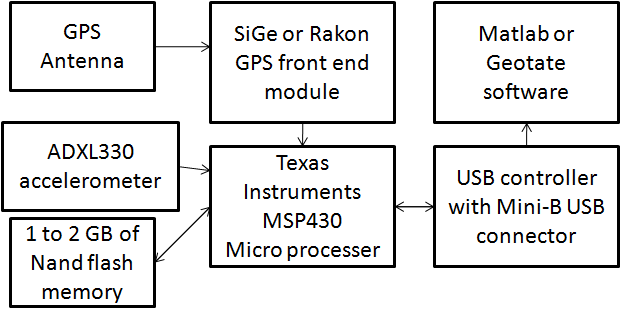 GPS
Antenna
SiGe or Rakon
GPS front end
module
Matlab or
Geotate
software
ADXL330
accelerometer
Texas
Instruments
MSP430
Micro processer
USB controller
with Mini-B USB
connector
1 to 2 GB of
Nand flash
memory